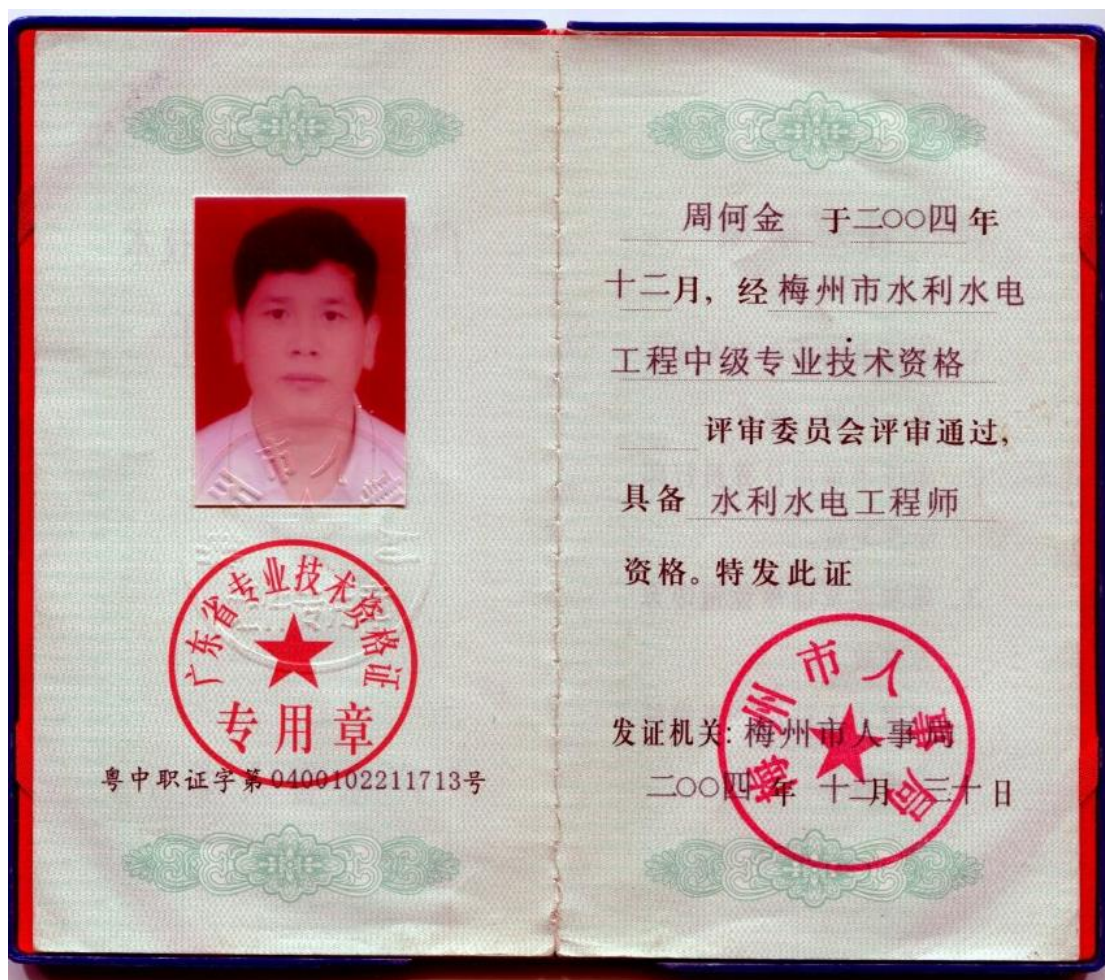 广东省专业技术资格证
专用章
粤中职证字第0400102211713号
周何金 于二〇〇四年
十二月,经梅州市水利水电
工程中级专业技术资格
评审委员会评审通过,
具备 水利水电工程师
资格。特发此证
梅州市人事局
发证机关:梅州市人事局
二〇〇四年 十二月 三十日